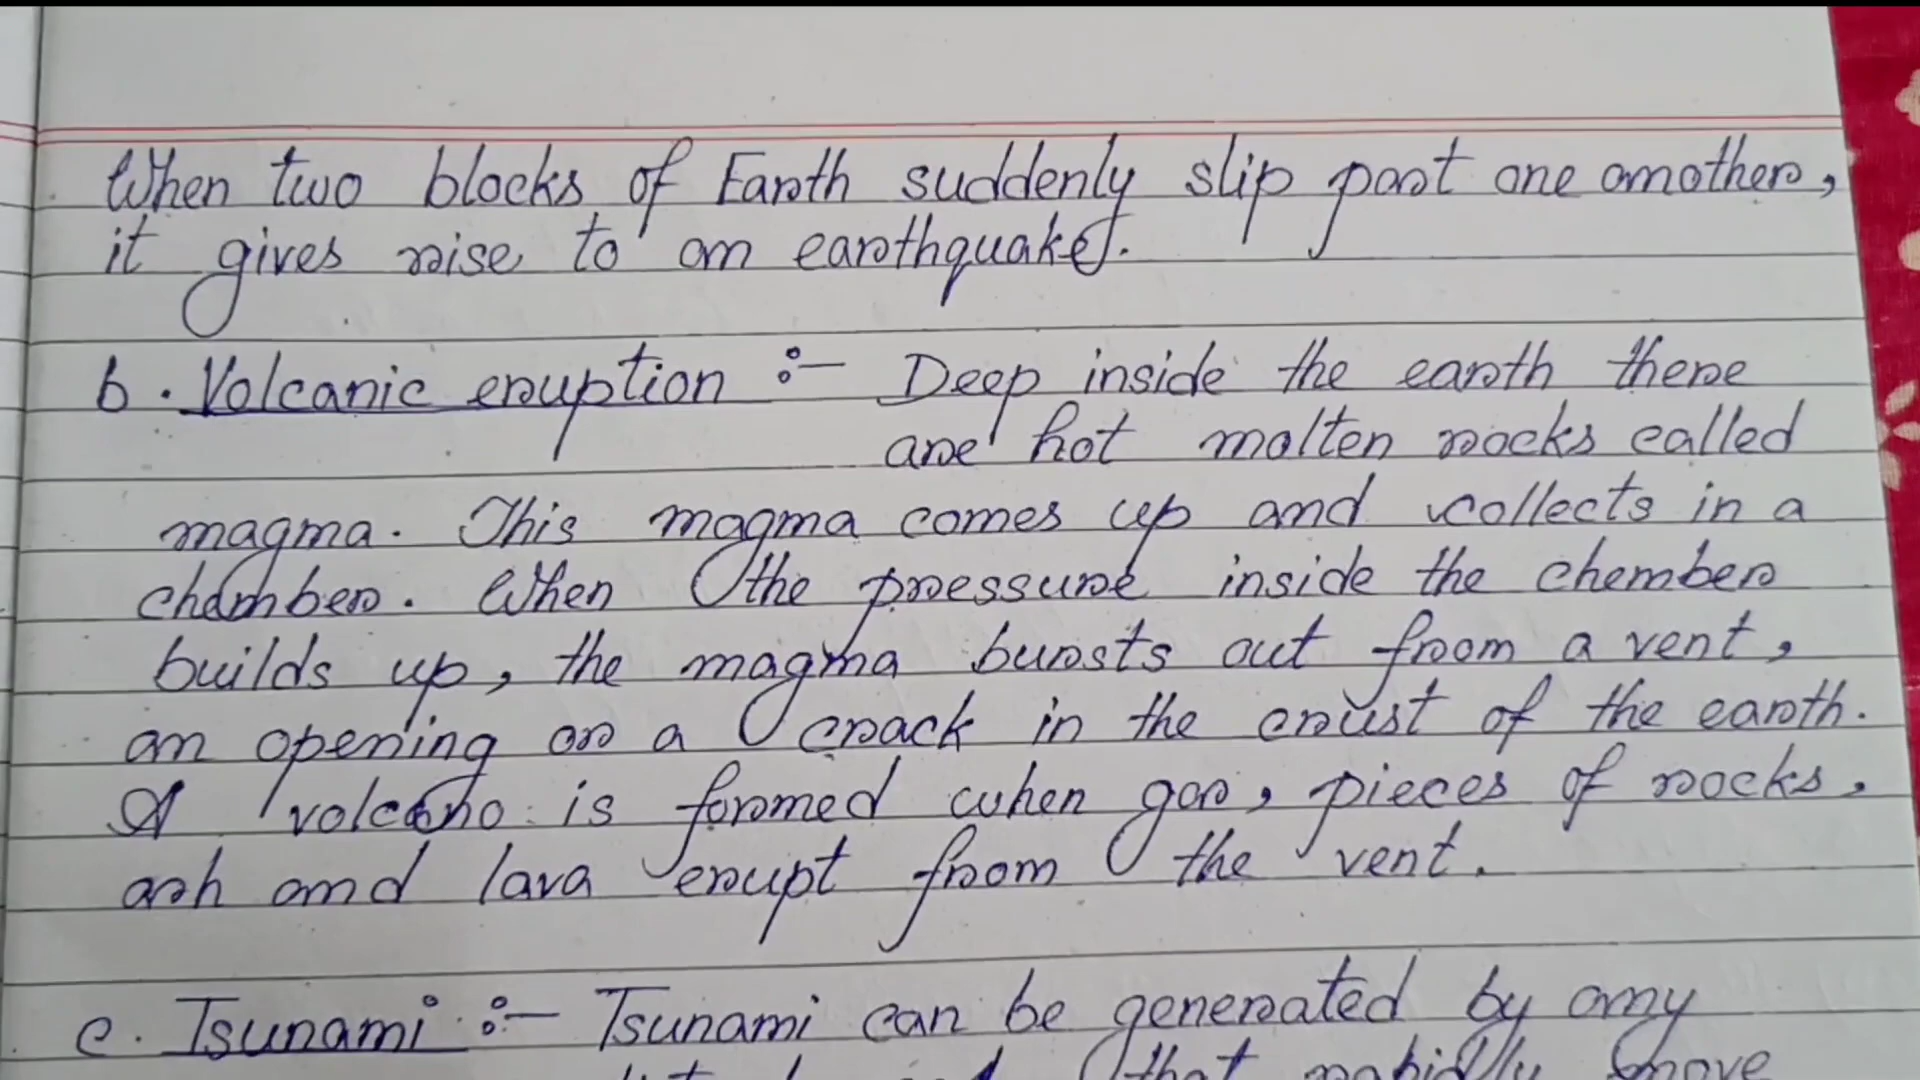 When two blocks of Earth suddenly slip past one another,
it gives rise to an earthquake.
b. Volcanic eruption :- Deep inside the earth there
are hot molten rocks called
magma. This magma comes up and collects in a
chamber. When the pressure inside the chember
builds up, the magma bursts out from a vent,
an opening or a crack in the crust of the earth.
A volcano is formed when gas, pieces of rocks,
ash and lava erupt from the vent.
c. Tsunami :- Tsunami can be generated by any
that move